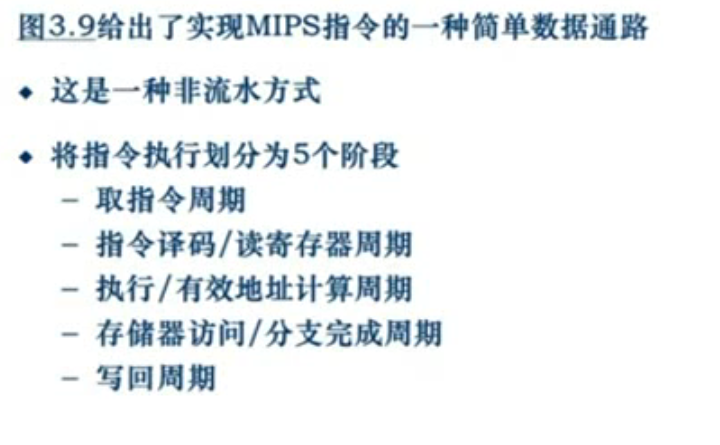 图3.9给出了实现MIPS指令的一种简单数据通路
◆ 这是一种非流水方式
◆ 将指令执行划分为5个阶段
– 取指令周期
– 指令译码/读寄存器周期
– 执行/有效地址计算周期
– 存储器访问/分支完成周期
– 写回周期